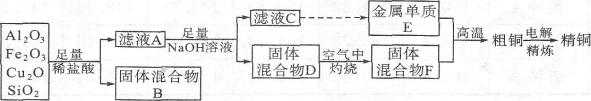 Al₂O₃
Fe₂O₃
Cu₂O
SiO₂
足量
稀盐酸
滤液A
固体混合物
B
足量
NaOH溶液
滤液C
固体
混合物D
空气中
灼烧
金属单质
E
固体
混合物F
高温
粗铜
电解
精炼
精铜